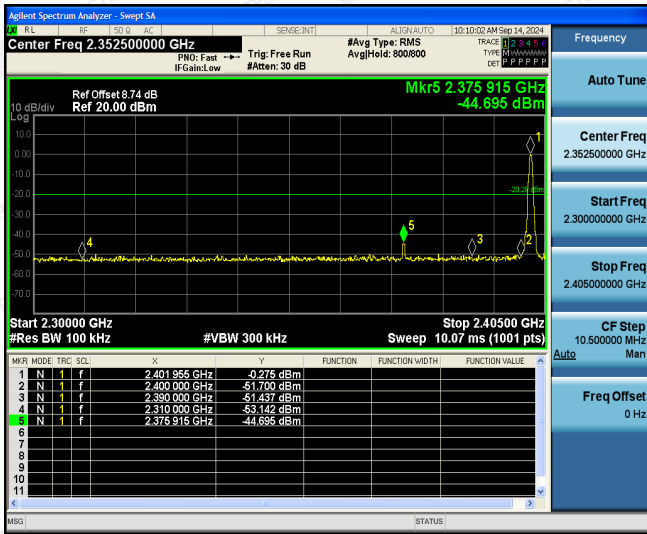 Agilent Spectrum Analyzer - Swept SA
LXI RL RF 50 Ω AC SENSE:INT ALIGNAUTO 10:10:02 AM Sep 14, 2024
Center Freq 2.352500000 GHz #Avg Type: RMS TRACE 1 2 3 4 5 6
PNO: Fast Trig: Free Run Avg|Hold: 800/800 TYPE M
IFGain:Low #Atten: 30 dB DET P P P P P P
Ref Offset 8.74 dB Mkr5 2.375 915 GHz
10 dB/div Ref 20.00 dBm -44.695 dBm
Log
10.0
0.00
-10.0
-20.0
-20.26 dBm
-30.0
-40.0
-50.0
-60.0
-70.0
1
2
3
4
5
Start 2.30000 GHz Stop 2.40500 GHz
#Res BW 100 kHz #VBW 300 kHz Sweep 10.07 ms (1001 pts)
MKR MODE TRC SCL X Y FUNCTION FUNCTION WIDTH FUNCTION VALUE
1 N 1 f 2.401 955 GHz -0.275 dBm
2 N 1 f 2.400 000 GHz -51.700 dBm
3 N 1 f 2.390 000 GHz -51.437 dBm
4 N 1 f 2.310 000 GHz -53.142 dBm
5 N 1 f 2.375 915 GHz -44.695 dBm
6
7
8
9
10
11
MSG STATUS
Frequency
Auto Tune
Center Freq
2.352500000 GHz
Start Freq
2.300000000 GHz
Stop Freq
2.405000000 GHz
CF Step
10.500000 MHz
Auto Man
Freq Offset
0 Hz